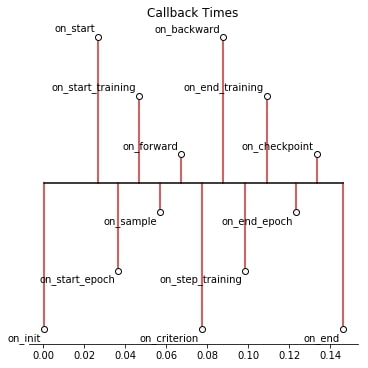 Callback Times
on_start
on_backward
on_start_training
on_end_training
on_forward
on_checkpoint
on_sample
on_end_epoch
on_start_epoch
on_step_training
on_init
on_criterion
on_end
0.00 0.02 0.04 0.06 0.08 0.10 0.12 0.14